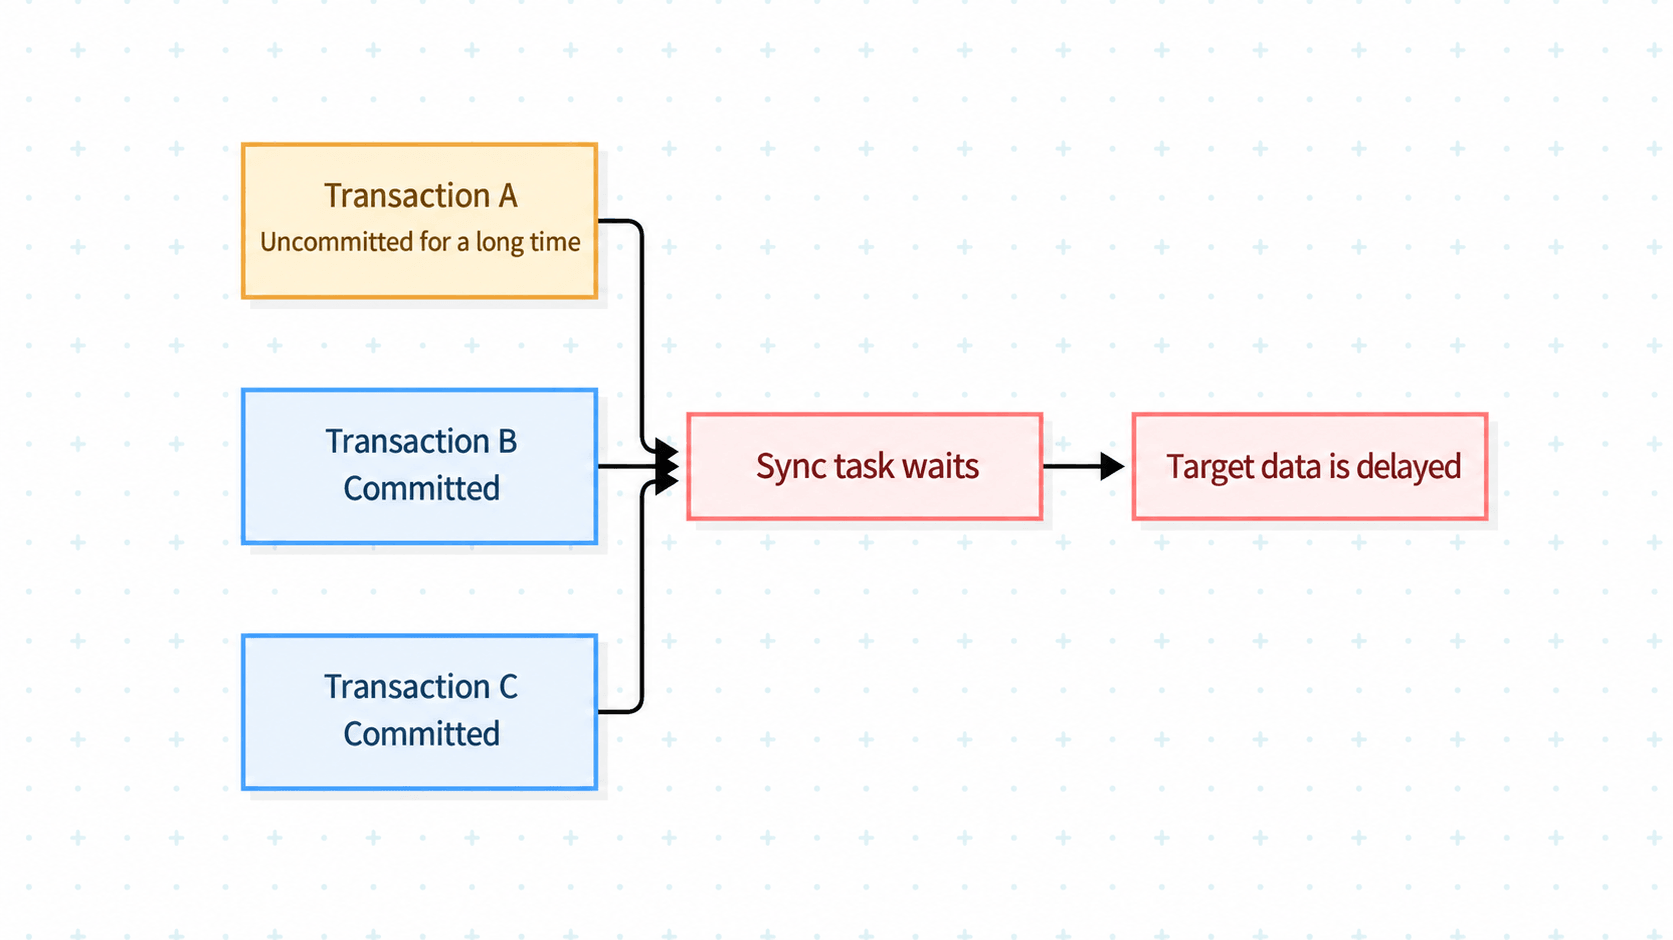 Transaction A
Uncommitted for a long time
Transaction B
Committed
Transaction C
Committed
Sync task waits
Target data is delayed